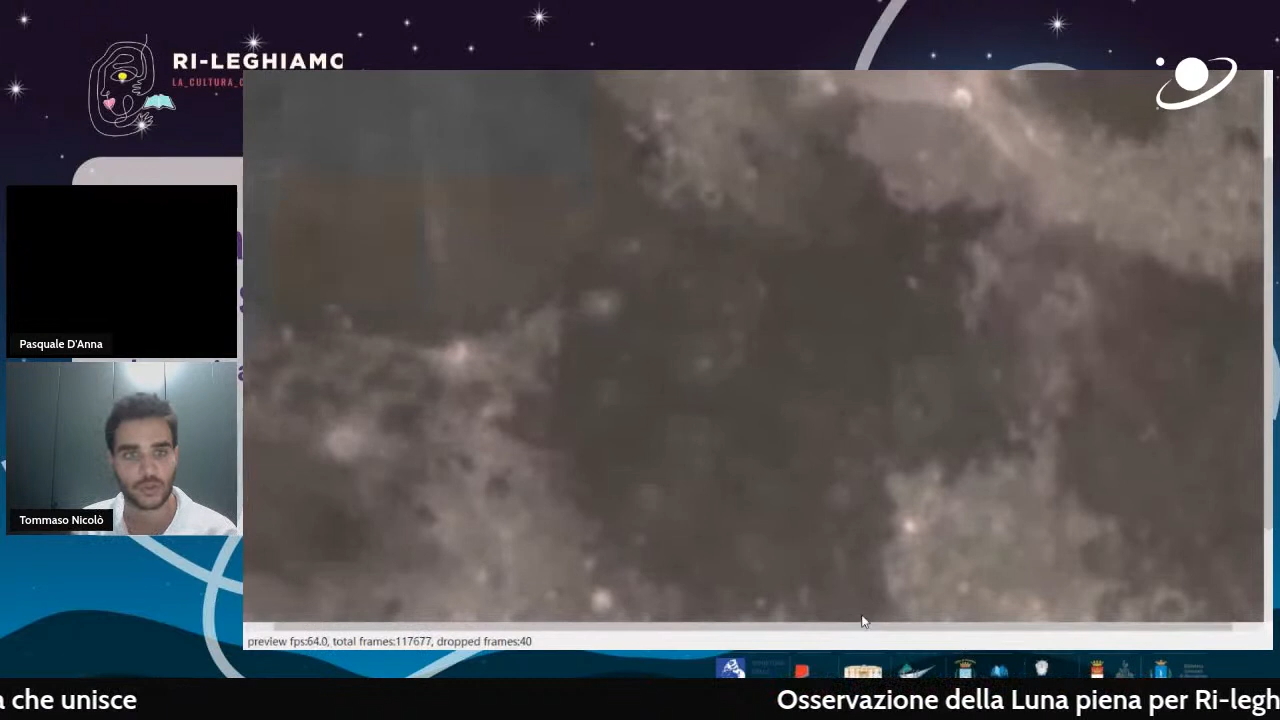 RI-LEGHIAMO
LA_CULTURA_C
Pasquale D'Anna
Tommaso Nicolò
preview fps:64.0, total frames:117677, dropped frames:40
a che unisce
Osservazione della Luna piena per Ri-legh